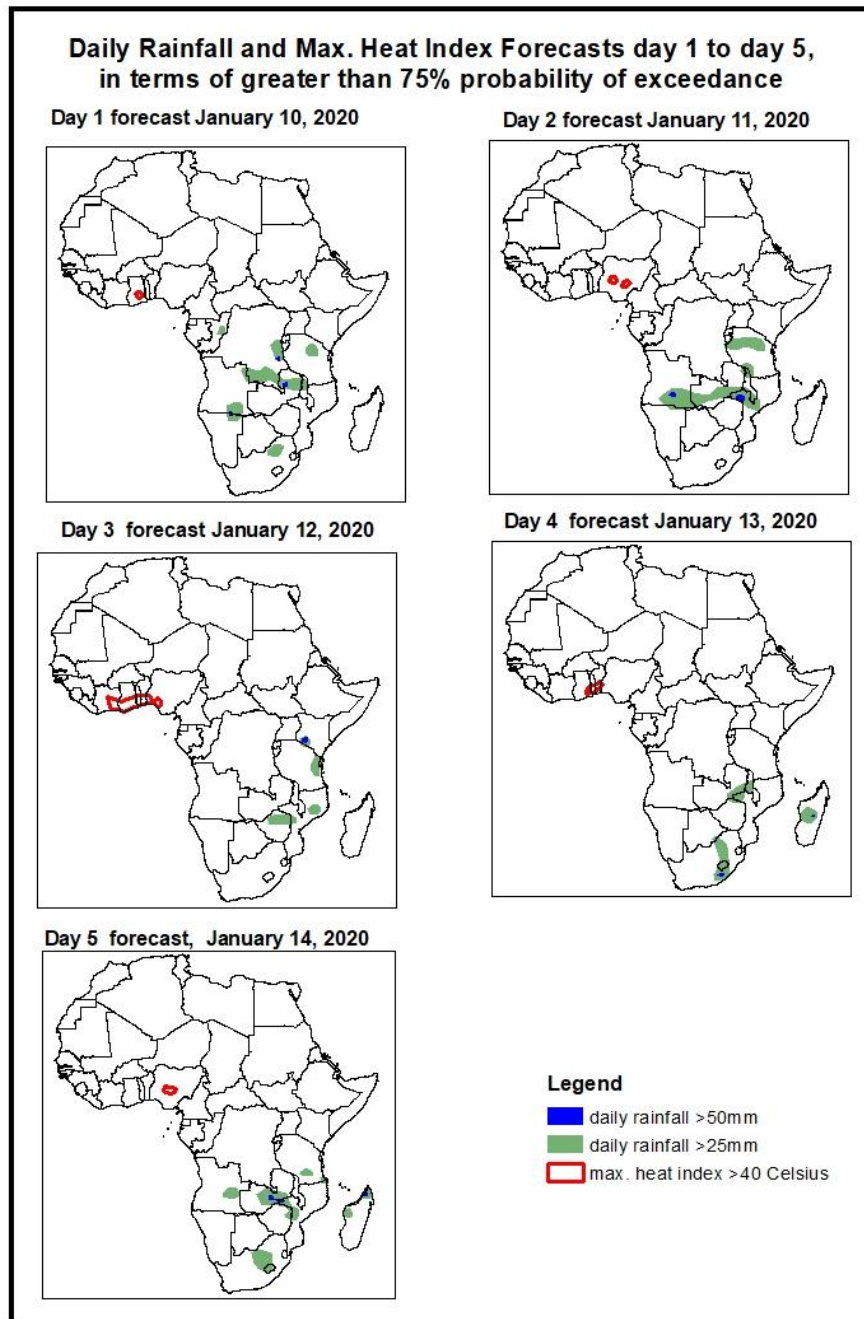 Daily Rainfall and Max. Heat Index Forecasts day 1 to day 5,
in terms of greater than 75% probability of exceedance
Day 1 forecast January 10, 2020
Day 2 forecast January 11, 2020
Day 3  forecast January 12, 2020
Day 4  forecast January 13, 2020
Day 5  forecast,  January 14, 2020
Legend
daily rainfall >50mm
daily rainfall >25mm
max. heat index >40 Celsius